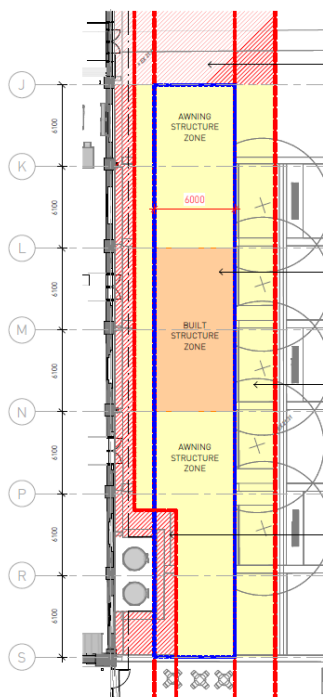 J
AWNING
STRUCTURE
ZONE
6100
K
6100
6000
L
6100
BUILT
STRUCTURE
ZONE
M
6100
N
AWNING
STRUCTURE
ZONE
6100
P
6100
R
6100
S